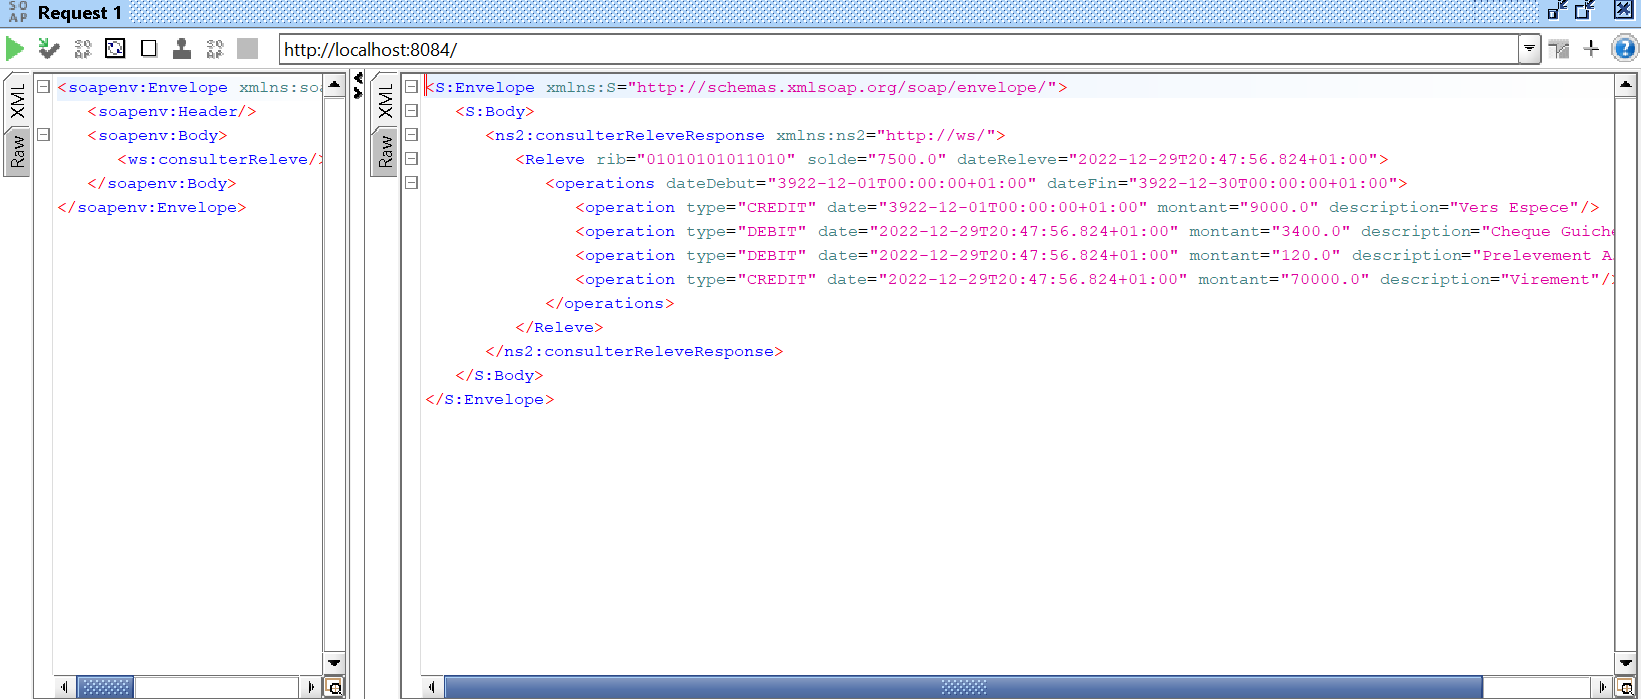 SO
AP Request 1
http://localhost:8084/
XML
Raw
<soapenv:Envelope xmlns:soa
<soapenv:Header/>
<soapenv:Body>
<ws:consulterReleve/>
</soapenv:Body>
</soapenv:Envelope>
XML
Raw
<S:Envelope xmlns:S="http://schemas.xmlsoap.org/soap/envelope/">
<S:Body>
<ns2:consulterReleveResponse xmlns:ns2="http://ws/">
<Releve rib="01010101011010" solde="7500.0" dateReleve="2022-12-29T20:47:56.824+01:00">
<operations dateDebut="3922-12-01T00:00:00+01:00" dateFin="3922-12-30T00:00:00+01:00">
<operation type="CREDIT" date="3922-12-01T00:00:00+01:00" montant="9000.0" description="Vers Espece"/>
<operation type="DEBIT" date="2022-12-29T20:47:56.824+01:00" montant="3400.0" description="Cheque Guiche
<operation type="DEBIT" date="2022-12-29T20:47:56.824+01:00" montant="120.0" description="Prelevement A
<operation type="CREDIT" date="2022-12-29T20:47:56.824+01:00" montant="70000.0" description="Virement"/>
</operations>
</Releve>
</ns2:consulterReleveResponse>
</S:Body>
</S:Envelope>